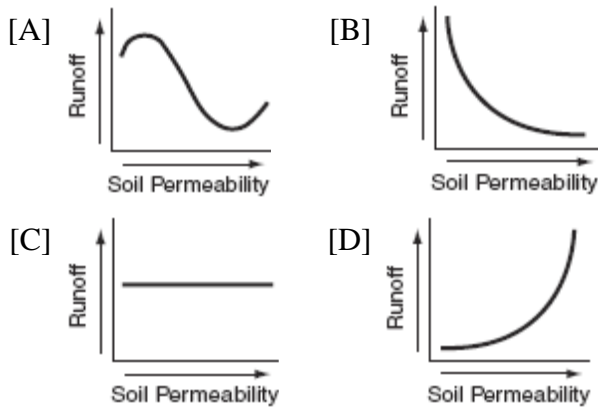 [A]
Runoff
Soil Permeability
[B]
Runoff
Soil Permeability
[C]
Runoff
Soil Permeability
[D]
Runoff
Soil Permeability